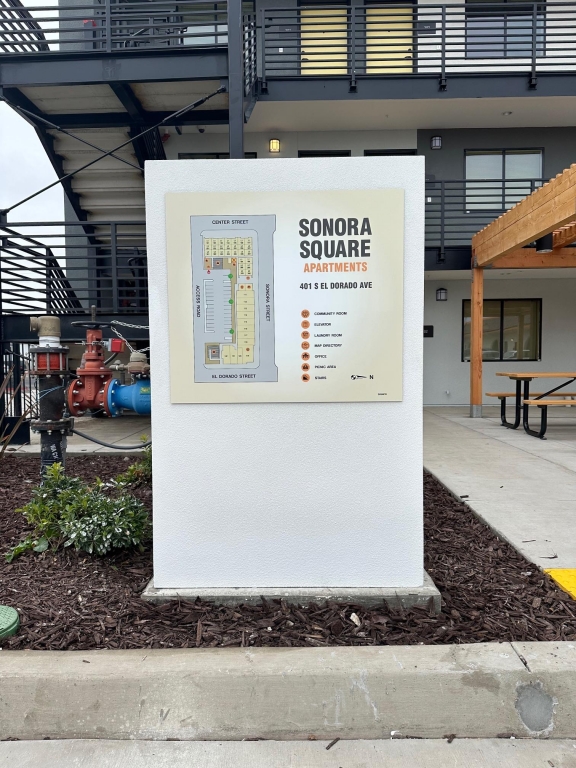 CENTER STREET
ACCESS ROAD
SONORA STREET
EL DORADO STREET
SONORA
SQUARE
APARTMENTS
401 S EL DORADO AVE
COMMUNITY ROOM
ELEVATOR
LAUNDRY ROOM
MAP DIRECTORY
OFFICE
PICNIC AREA
STAIRS
N